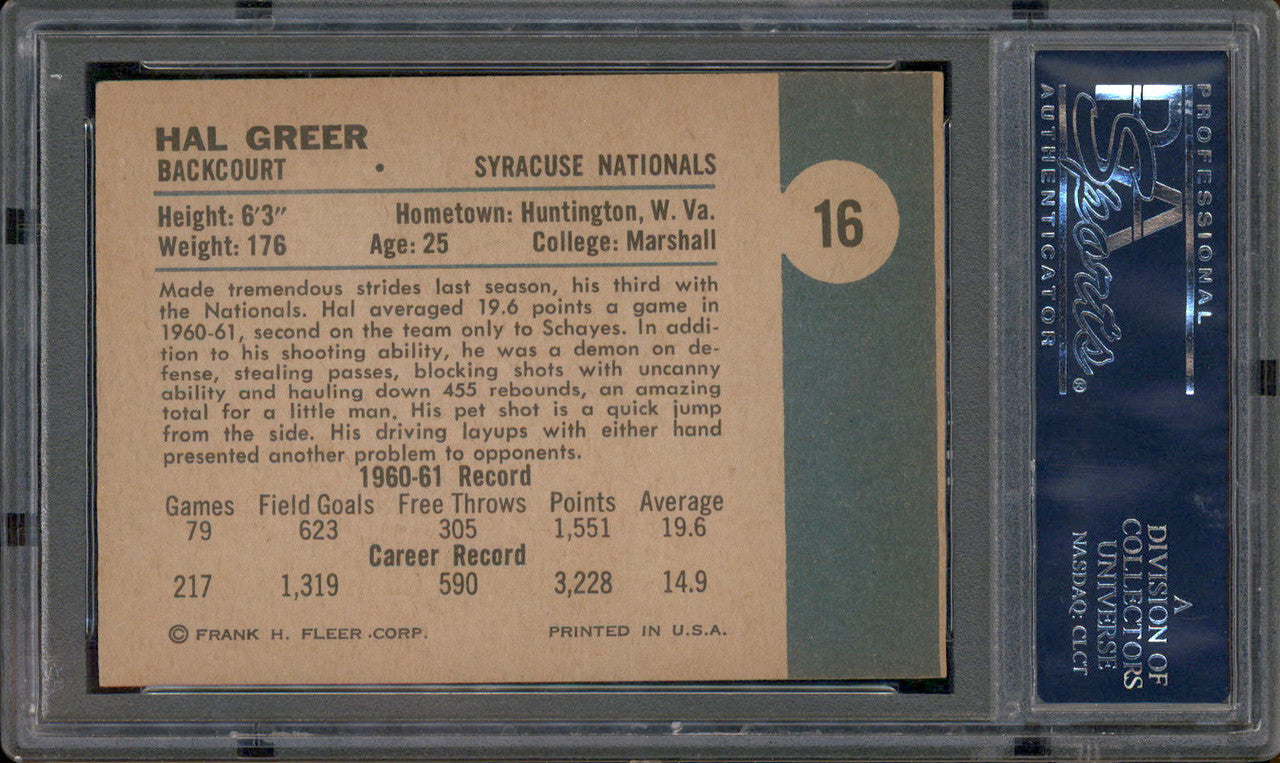 HAL GREER
BACKCOURT • SYRACUSE NATIONALS
Height: 6'3" Hometown: Huntington, W. Va.
Weight: 176 Age: 25 College: Marshall
Made tremendous strides last season, his third with
the Nationals. Hal averaged 19.6 points a game in
1960-61, second on the team only to Schayes. In addi-
tion to his shooting ability, he was a demon on de-
fense, stealing passes, blocking shots with uncanny
ability and hauling down 455 rebounds, an amazing
total for a little man. His pet shot is a quick jump
from the side. His driving layups with either hand
presented another problem to opponents.
1960-61 Record
Games Field Goals Free Throws Points Average
79 623 305 1,551 19.6
Career Record
217 1,319 590 3,228 14.9
© FRANK H. FLEER CORP. PRINTED IN U.S.A.
16
PROFESSIONAL
PSA
Sports®
AUTHENTICATOR
A
DIVISION OF
COLLECTORS
UNIVERSE
NASDAQ: CLCT